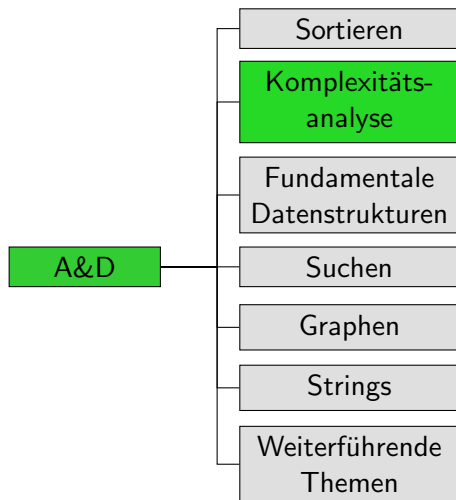 Sortieren
Komplexitäts-
analyse
Fundamentale
Datenstrukturen
A&D
Suchen
Graphen
Strings
Weiterführende
Themen